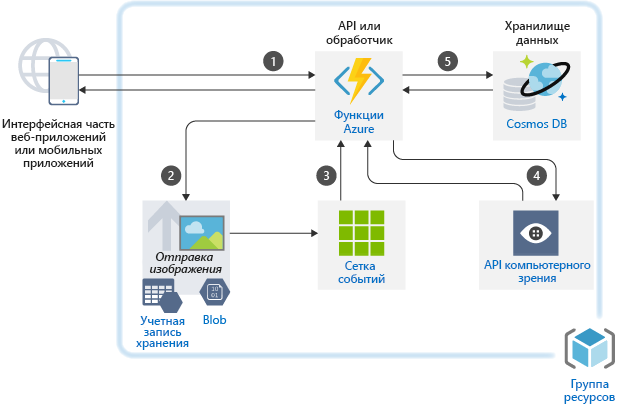 API или
обработчик
Хранилище
данных
1
5
Функции
Azure
Cosmos DB
Интерфейсная часть
веб-приложений
или мобильных
приложений
2
3
4
Отправка
изображения
Сетка
событий
API компьютерного
зрения
10
01
Учетная
запись
хранения
Blob
Группа
ресурсов